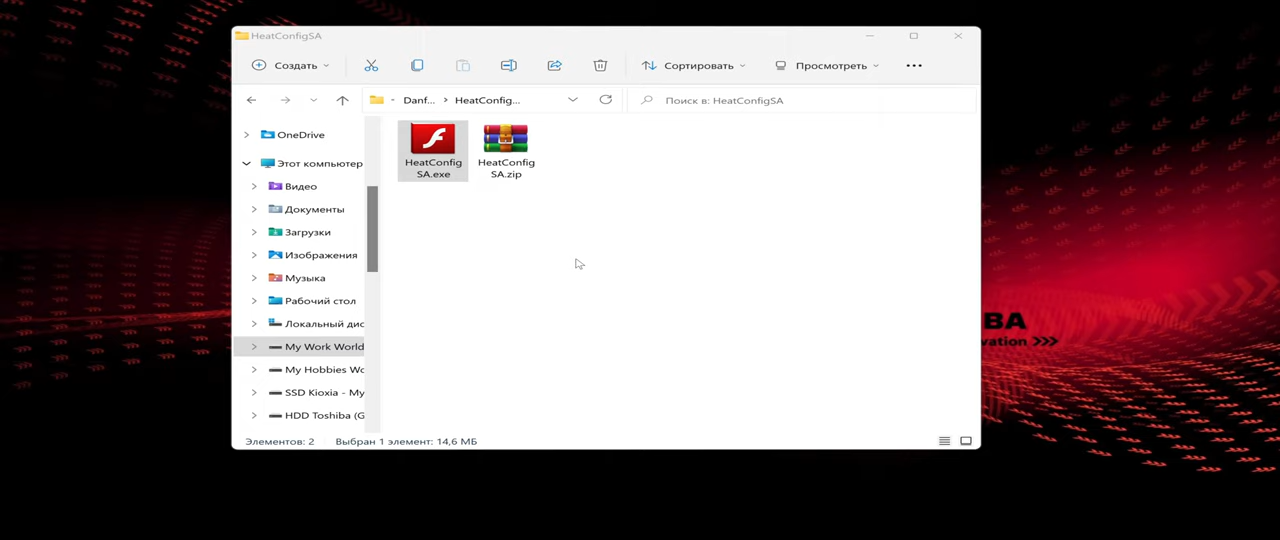 HeatConfigSA
Создать
Сортировать
Просмотреть
Danf...
HeatConfig...
Поиск в: HeatConfigSA
OneDrive
Этот компьютер
Видео
Документы
Загрузки
Изображения
Музыка
Рабочий стол
Локальный дис
My Work World
My Hobbies Wo
SSD Kioxia - My
HDD Toshiba (G
HeatConfig
SA.exe
HeatConfig
SA.zip
BA
vation >>>
Элементов: 2
Выбран 1 элемент: 14,6 МБ